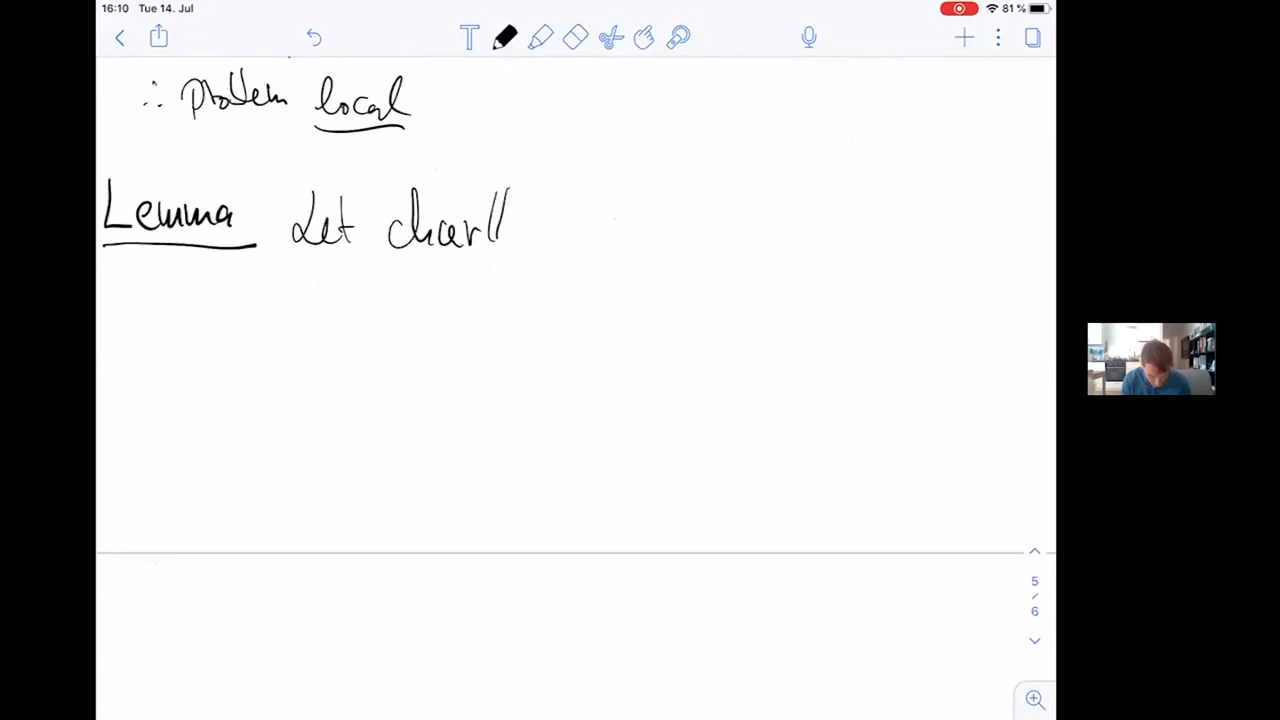 16:10 Tue 14. Jul 81 %
∴ problem local
Lemma Let char
5
/
6